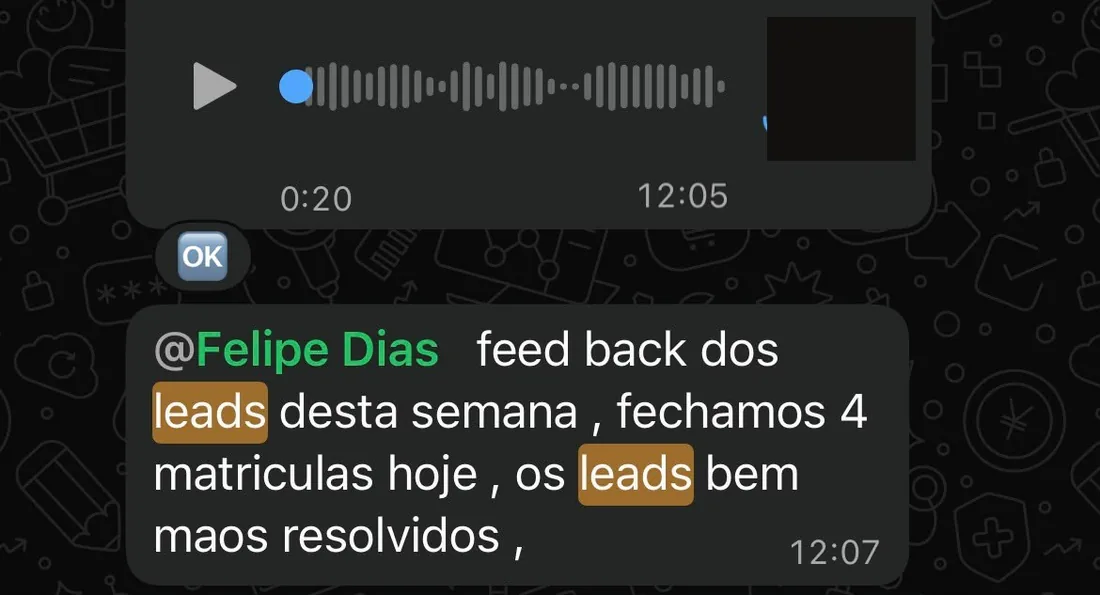 0:20 12:05
OK
@Felipe Dias feed back dos
leads desta semana , fechamos 4
matriculas hoje , os leads bem
maos resolvidos ,
12:07